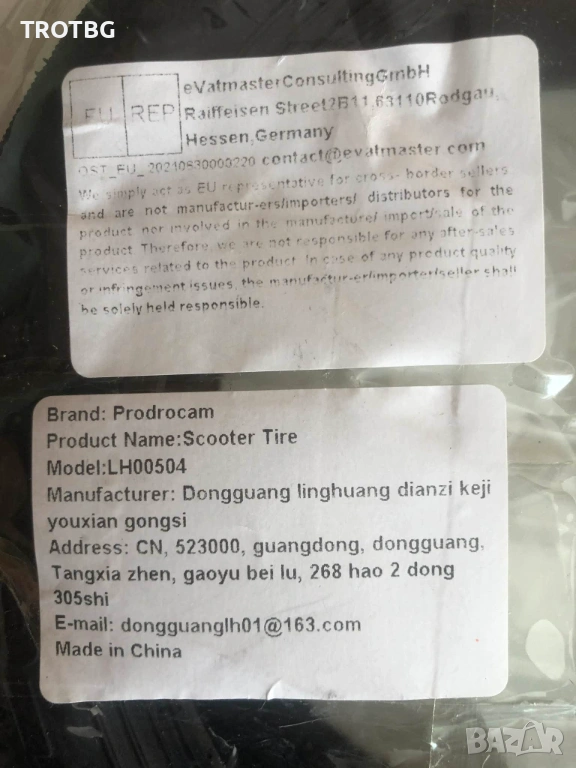 TROTBG
EU REP
eVatmasterConsultingGmbH
Raiffeisen Street2B11,63110Rodgau,
Hessen,Germany
OST_EU_20210630000220 contact@evatmaster.com
We simply act as EU representative for cross- border sellers
and are not manufactur-ers/importers/ distributors for the
product nor involved in the manufacture/ import/sale of the
product. Therefore, we are not responsible for any after-sales
services related to the product. In case of any product quality
or infringement issues, the manufactur-er/importer/seller shall
be solely held responsible.
Brand: Prodrocam
Product Name:Scooter Tire
Model:LH00504
Manufacturer: Dongguang linghuang dianzi keji
youxian gongsi
Address: CN, 523000, guangdong, dongguang,
Tangxia zhen, gaoyu bei lu, 268 hao 2 dong
305shi
E-mail: dongguanglh01@163.com
Made in China
BAZAR